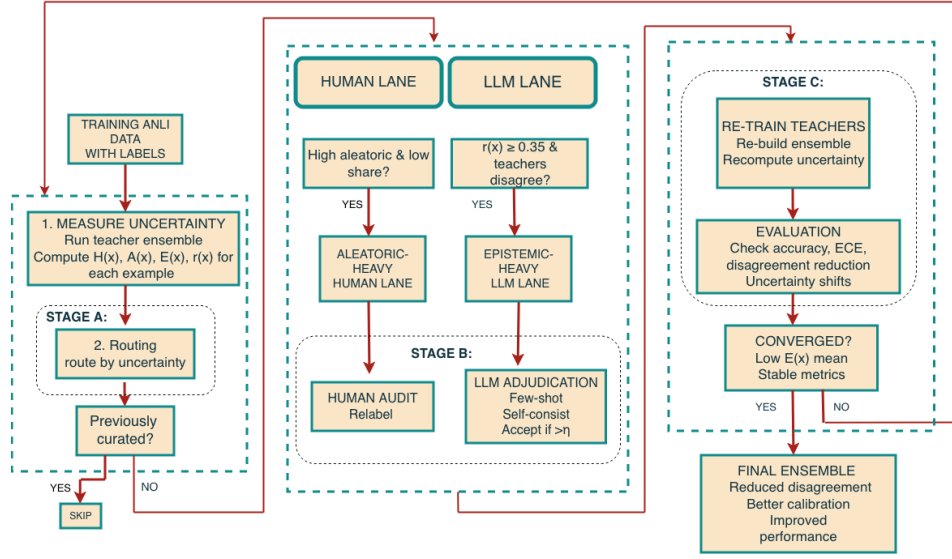 TRAINING ANLI
DATA
WITH LABELS
1. MEASURE UNCERTAINTY
Run teacher ensemble
Compute H(x), A(x), E(x), r(x) for
each example
STAGE A:
2. Routing
route by uncertainty
Previously
curated?
YES
NO
SKIP
HUMAN LANE
LLM LANE
High aleatoric & low
share?
r(x) ≥ 0.35 &
teachers
disagree?
YES
YES
ALEATORIC-
HEAVY
HUMAN LANE
EPISTEMIC-
HEAVY
LLM LANE
STAGE B:
HUMAN AUDIT
Relabel
LLM ADJUDICATION
Few-shot
Self-consist
Accept if >η
STAGE C:
RE-TRAIN TEACHERS
Re-build ensemble
Recompute uncertainty
EVALUATION
Check accuracy, ECE,
disagreement reduction
Uncertainty shifts
CONVERGED?
Low E(x) mean
Stable metrics
YES
NO
FINAL ENSEMBLE
Reduced disagreement
Better calibration
Improved
performance